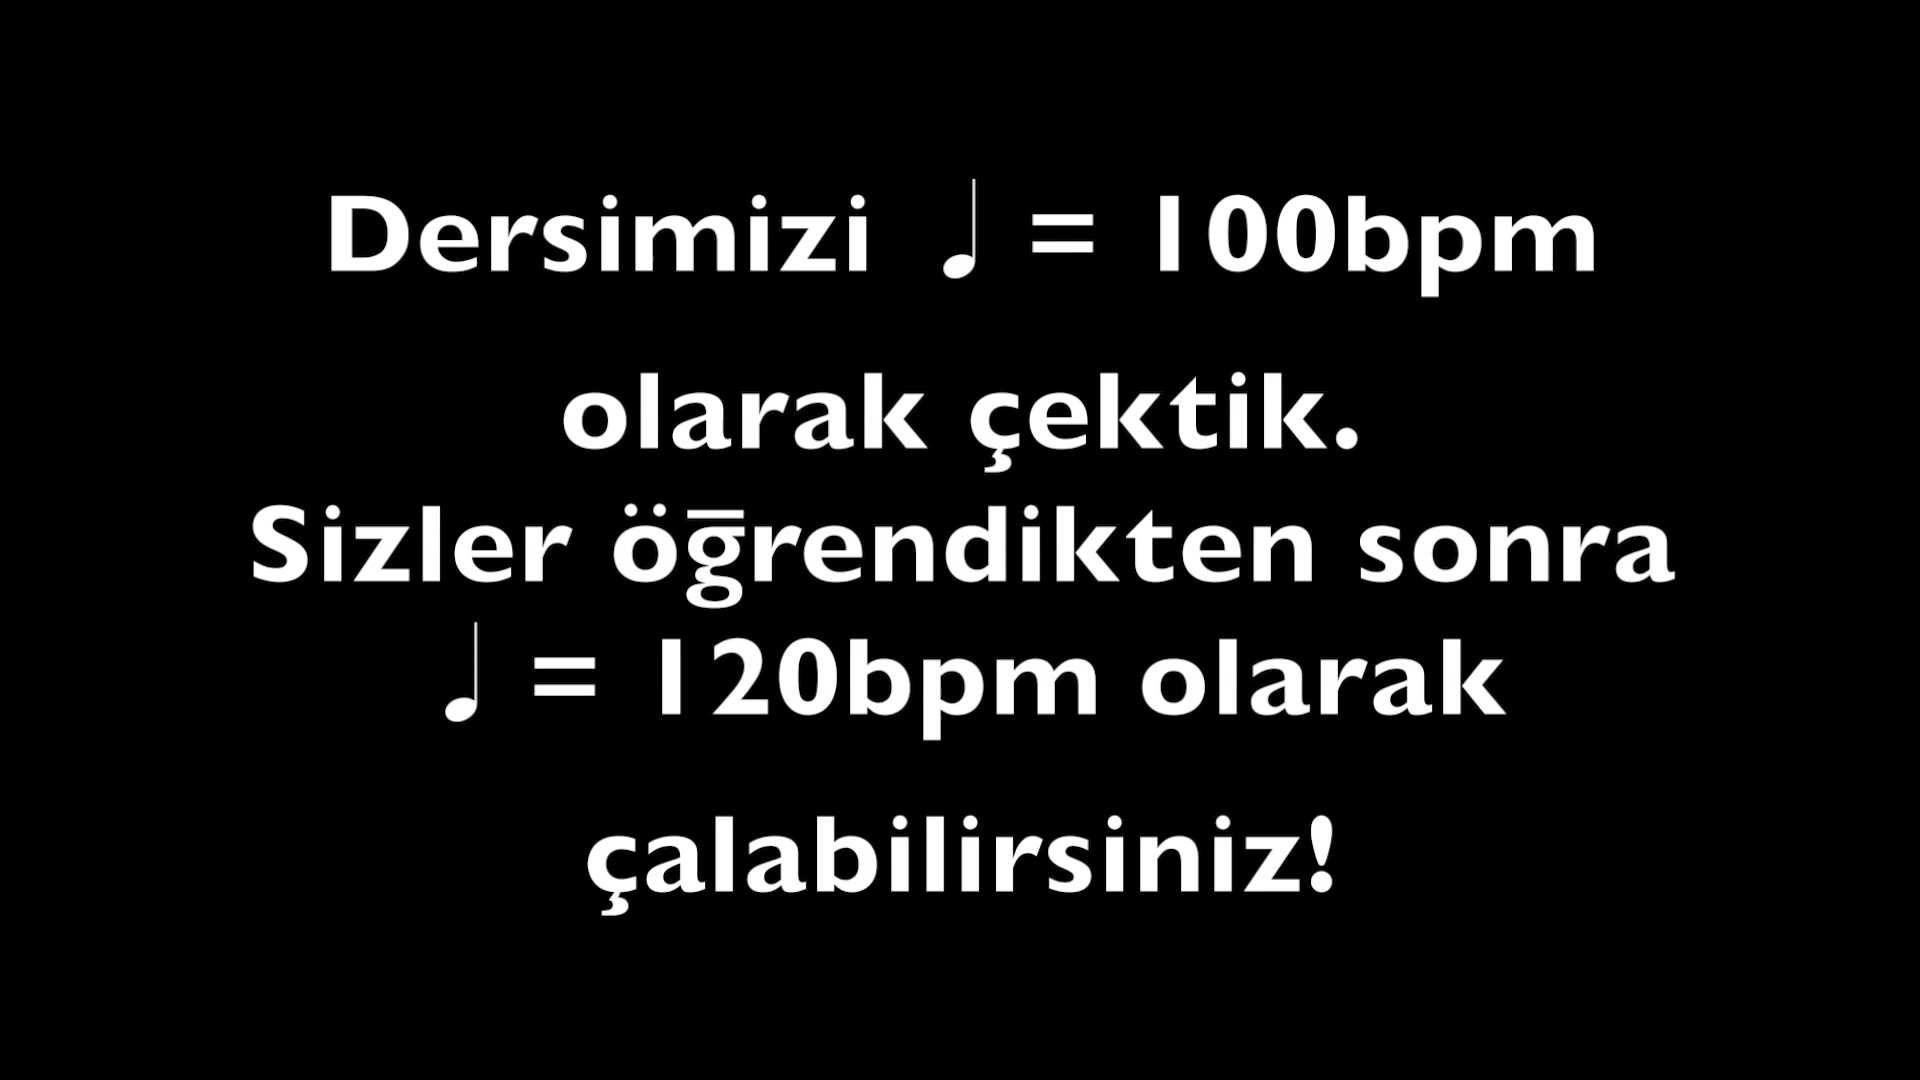 Dersimizi ♩ = 100bpm
olarak çektik.
Sizler öğrendikten sonra
♩ = 120bpm olarak
çalabilirsiniz!